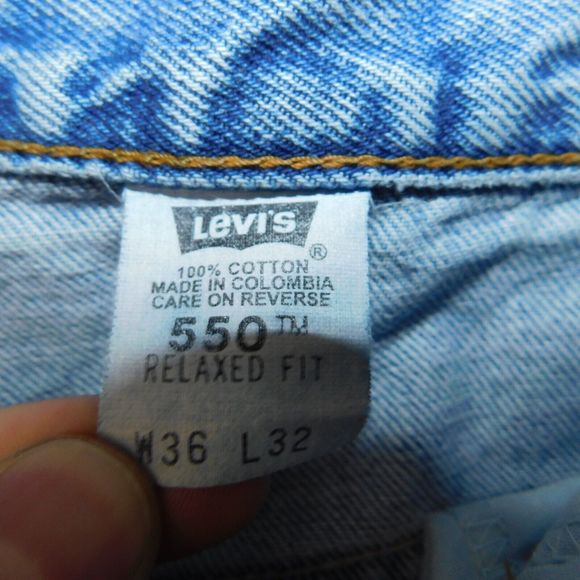 Levi's
®
100% COTTON
MADE IN COLOMBIA
CARE ON REVERSE
550™
RELAXED FIT
W36 L32